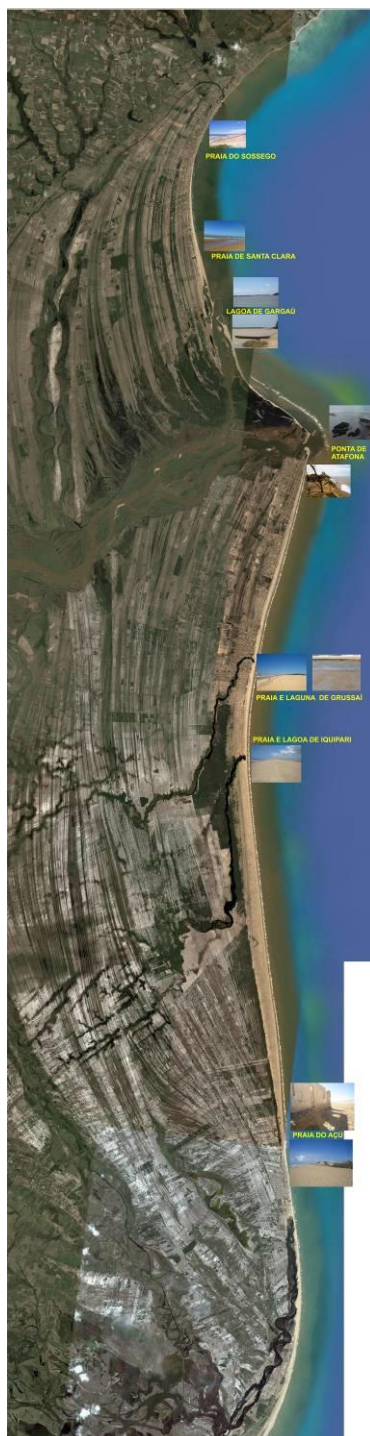 PRAIA DO SOSSEGO
PRAIA DE SANTA CLARA
LAGOA DE GARGAÚ
PONTA DE
ATAFONA
PRAIA E LAGUNA DE GRUSSAÍ
PRAIA E LAGOA DE IQUIPARI
PRAIA DO AÇÚ